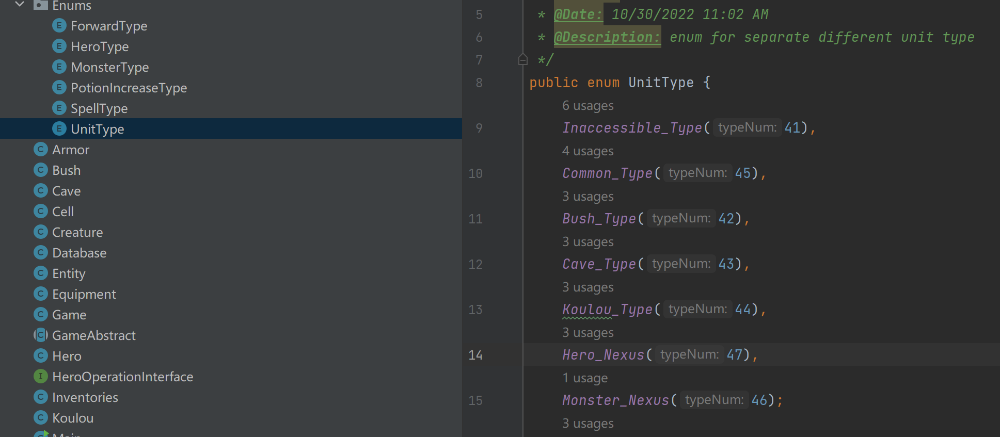 Enums
E ForwardType
E HeroType
E MonsterType
E PotionIncreaseType
E SpellType
E UnitType
C Armor
C Bush
C Cave
C Cell
C Creature
C Database
C Entity
C Equipment
C Game
C GameAbstract
C Hero
I HeroOperationInterface
C Inventories
C Koulou
Main
5 * @Date: 10/30/2022 11:02 AM
6 * @Description: enum for separate different unit type
7 */
8 public enum UnitType {
6 usages
9 Inaccessible_Type( typeNum: 41),
4 usages
10 Common_Type( typeNum: 45),
3 usages
11 Bush_Type( typeNum: 42),
3 usages
12 Cave_Type( typeNum: 43),
3 usages
13 Koulou_Type( typeNum: 44),
3 usages
14 Hero_Nexus( typeNum: 47),
1 usage
15 Monster_Nexus( typeNum: 46);
3 usages